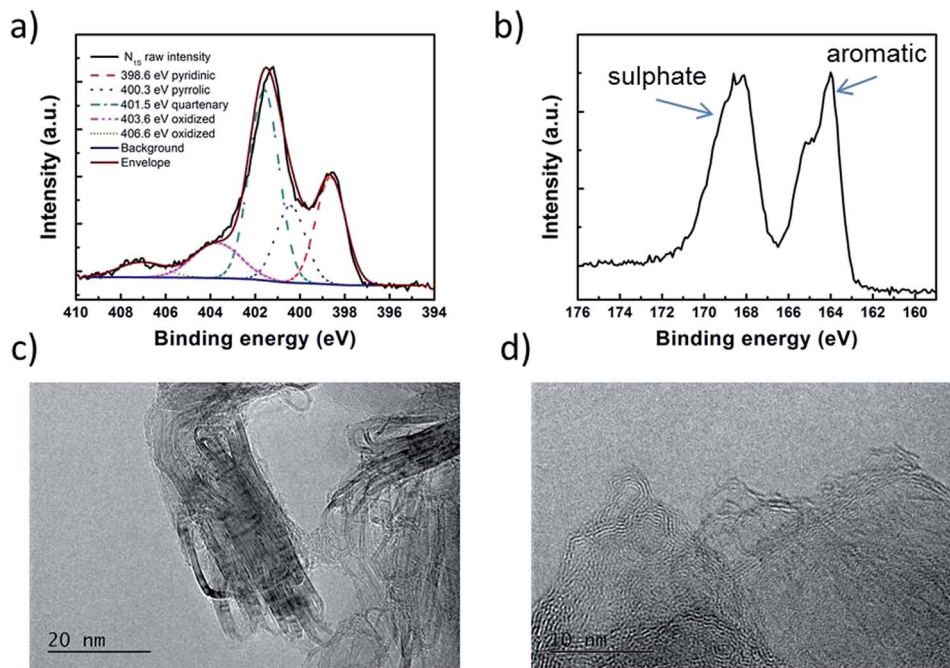 a)
N15 raw intensity
398.6 eV pyridinic
400.3 eV pyrrolic
401.5 eV quartenary
403.6 eV oxidized
406.6 eV oxidized
Background
Envelope
Intensity (a.u.)
410 408 406 404 402 400 398 396 394
Binding energy (eV)
b)
sulphate
aromatic
Intensity (a.u.)
176 174 172 170 168 166 164 162 160
Binding energy (eV)
c)
20 nm
d)
10 nm